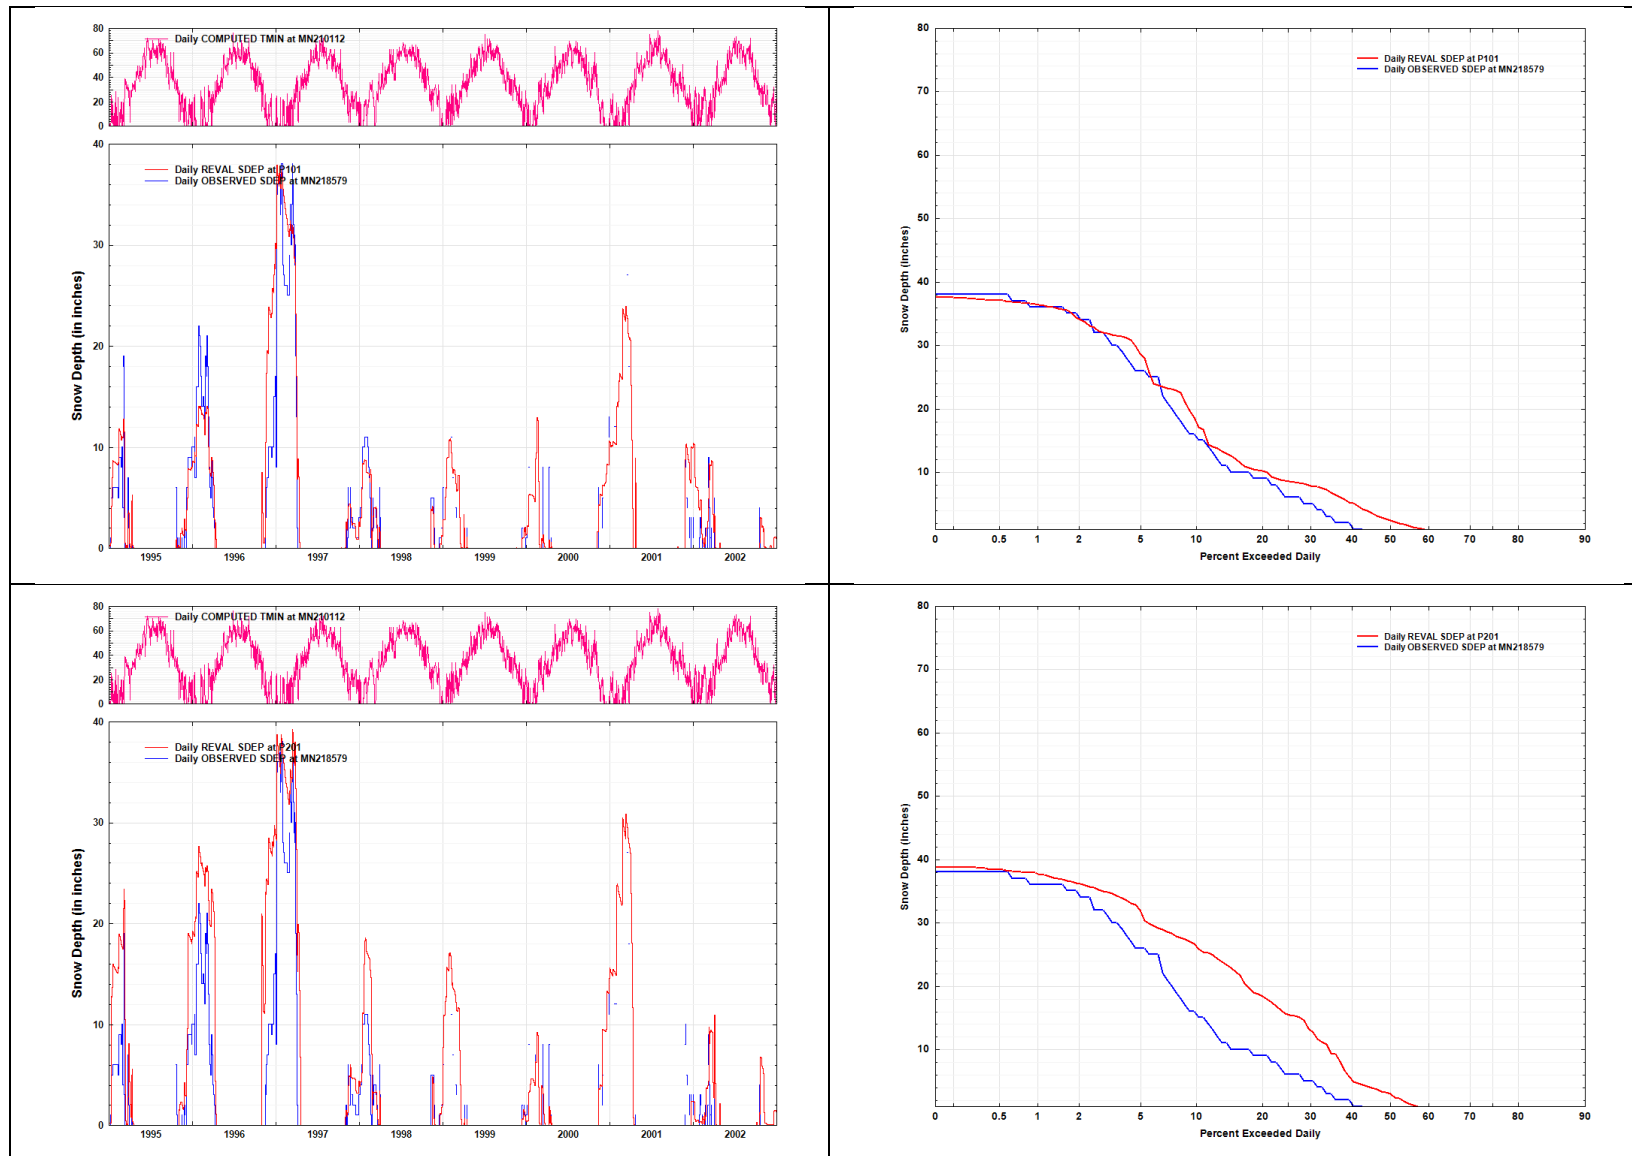 80
60
40
20
0
Daily COMPUTED TMIN at MN210112
40
30
20
10
0
Snow Depth (in inches)
Daily REVAL SDEP at P101
Daily OBSERVED SDEP at MN218579
1995 1996 1997 1998 1999 2000 2001 2002
80
70
60
50
40
30
20
10
Snow Depth (Inches)
Daily REVAL SDEP at P101
Daily OBSERVED SDEP at MN218579
0 0.5 1 2 5 10 20 30 40 50 60 70 80 90
Percent Exceeded Daily
80
60
40
20
0
Daily COMPUTED TMIN at MN210112
40
30
20
10
0
Snow Depth (in inches)
Daily REVAL SDEP at P201
Daily OBSERVED SDEP at MN218579
1995 1996 1997 1998 1999 2000 2001 2002
80
70
60
50
40
30
20
10
Snow Depth (Inches)
Daily REVAL SDEP at P201
Daily OBSERVED SDEP at MN218579
0 0.5 1 2 5 10 20 30 40 50 60 70 80 90
Percent Exceeded Daily